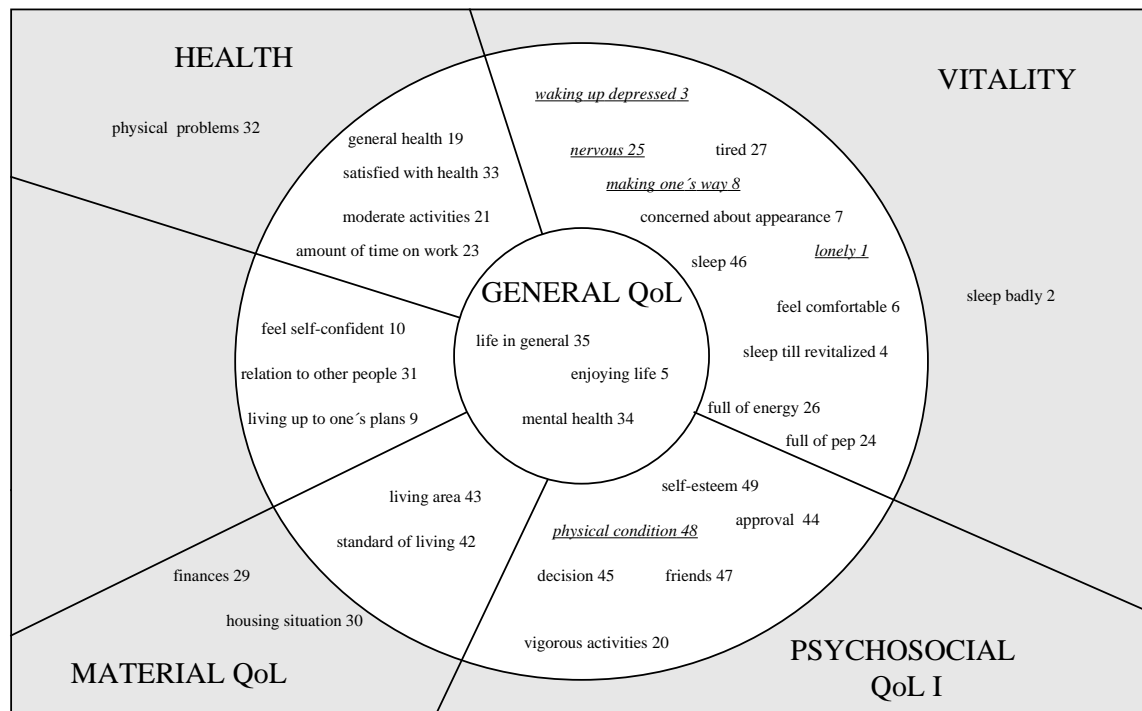 HEALTH
VITALITY
physical problems 32
waking up depressed 3
general health 19
nervous 25
tired 27
satisfied with health 33
making one´s way 8
moderate activities 21
concerned about appearance 7
amount of time on work 23
lonely 1
sleep 46
GENERAL QoL
sleep badly 2
feel comfortable 6
feel self-confident 10
life in general 35
sleep till revitalized 4
relation to other people 31
enjoying life 5
living up to one´s plans 9
mental health 34
full of energy 26
full of pep 24
self-esteem 49
living area 43
approval 44
physical condition 48
standard of living 42
finances 29
decision 45
friends 47
housing situation 30
vigorous activities 20
MATERIAL QoL
PSYCHOSOCIAL
QoL I